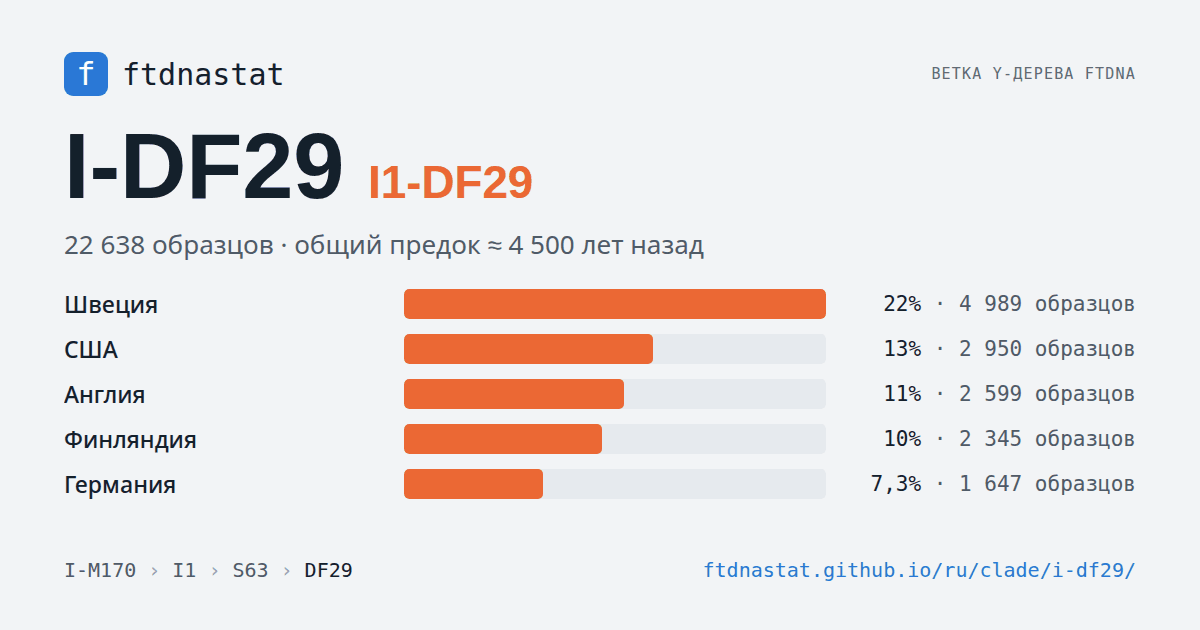 f ftdnastat
ВЕТКА Y-ДЕРЕВА FTDNA
I-DF29 I1-DF29
22 638 образцов · общий предок ≈ 4 500 лет назад
Швеция 22% · 4 989 образцов
США 13% · 2 950 образцов
Англия 11% · 2 599 образцов
Финляндия 10% · 2 345 образцов
Германия 7,3% · 1 647 образцов
I-M170 › I1 › S63 › DF29
ftdnastat.github.io/ru/clade/i-df29/